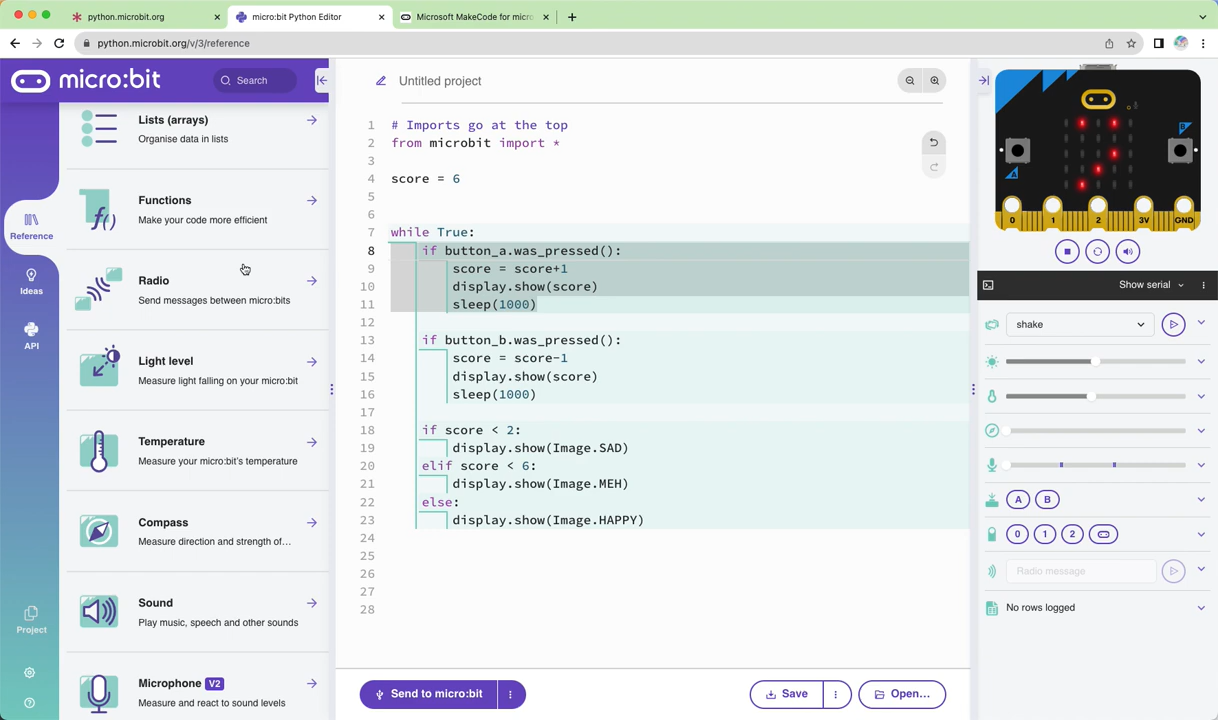 python.microbit.org
micro:bit Python Editor
Microsoft MakeCode for micro
python.microbit.org/v/3/reference
micro:bit
Search
Untitled project
Reference
Ideas
API
Project
Lists (arrays)
Organise data in lists
Functions
Make your code more efficient
Radio
Send messages between micro:bits
Light level
Measure light falling on your micro:bit
Temperature
Measure your micro:bit's temperature
Compass
Measure direction and strength of...
Sound
Play music, speech and other sounds
Microphone V2
Measure and react to sound levels
1 # Imports go at the top
2 from microbit import *
3
4 score = 6
5
6
7 while True:
8 if button_a.was_pressed():
9 score = score+1
10 display.show(score)
11 sleep(1000)
12
13 if button_b.was_pressed():
14 score = score-1
15 display.show(score)
16 sleep(1000)
17
18 if score < 2:
19 display.show(Image.SAD)
20 elif score < 6:
21 display.show(Image.MEH)
22 else:
23 display.show(Image.HAPPY)
24
25
26
27
28
Send to micro:bit
Save
Open...
A
B
0 1 2 3V GND
Show serial
shake
A B
0 1 2
Radio message
No rows logged